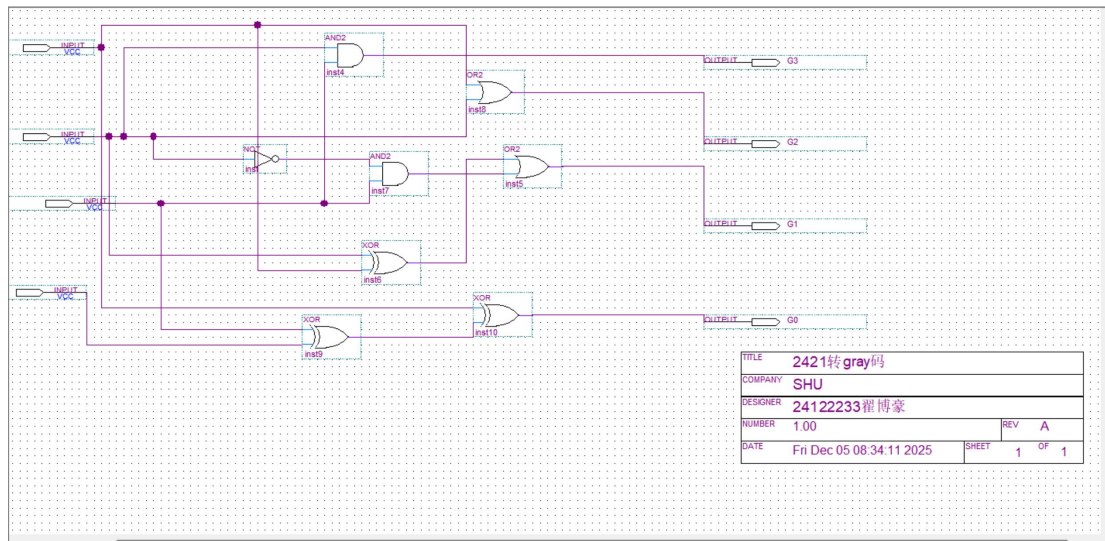 INPUT
VCC
AND2
inst4
OUTPUT G3
OR2
inst8
INPUT
VCC
OUTPUT G2
NOT
AND2
inst7
OR2
inst5
INPUT
VCC
OUTPUT G1
XOR
inst6
INPUT
VCC
XOR
inst10
XOR
inst9
OUTPUT G0
TITLE 2421转gray码
COMPANY SHU
DESIGNER 24122233翟博豪
NUMBER 1.00 REV A
DATE Fri Dec 05 08:34:11 2025 SHEET 1 OF 1